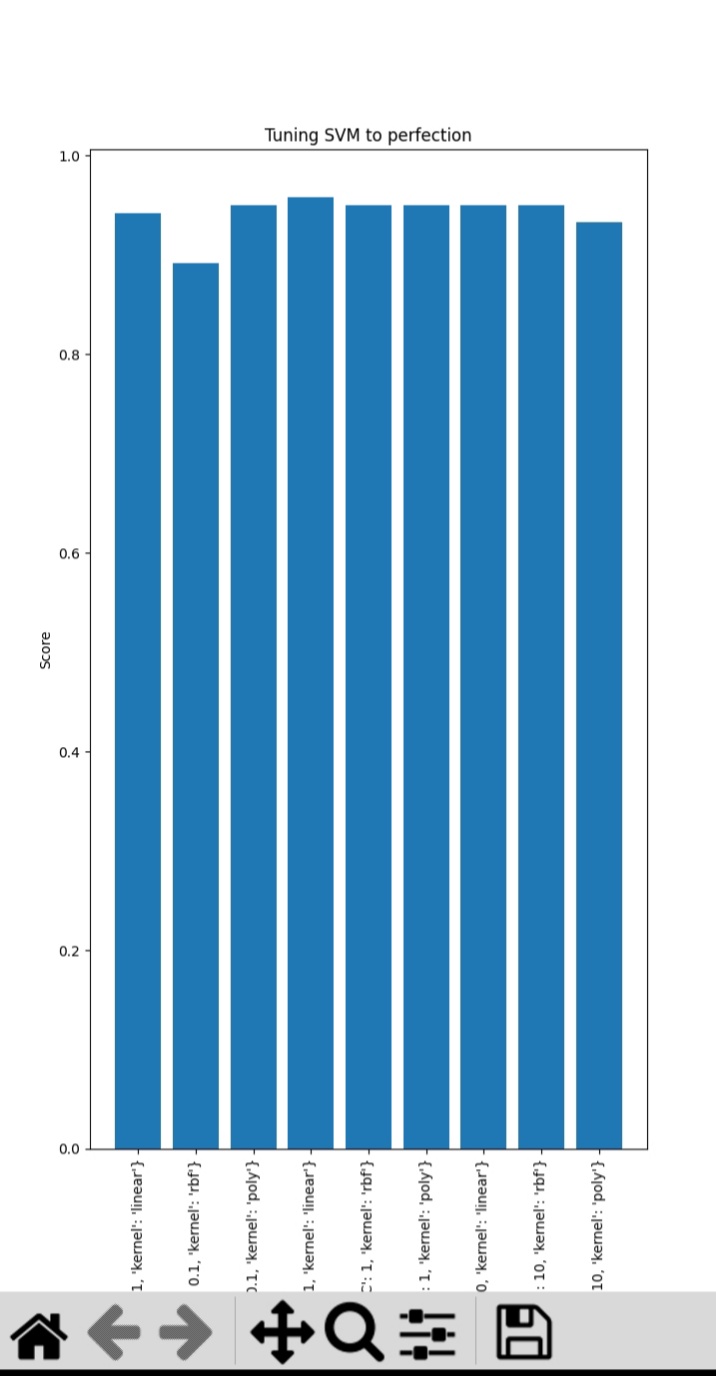 Tuning SVM to perfection
1.0
0.8
0.6
0.4
0.2
0.0
Score
1, 'kernel': 'linear'}
0.1, 'kernel': 'rbf'}
0.1, 'kernel': 'poly'}
1, 'kernel': 'linear'}
C': 1, 'kernel': 'rbf'}
: 1, 'kernel': 'poly'}
0, 'kernel': 'linear'}
: 10, 'kernel': 'rbf'}
10, 'kernel': 'poly'}